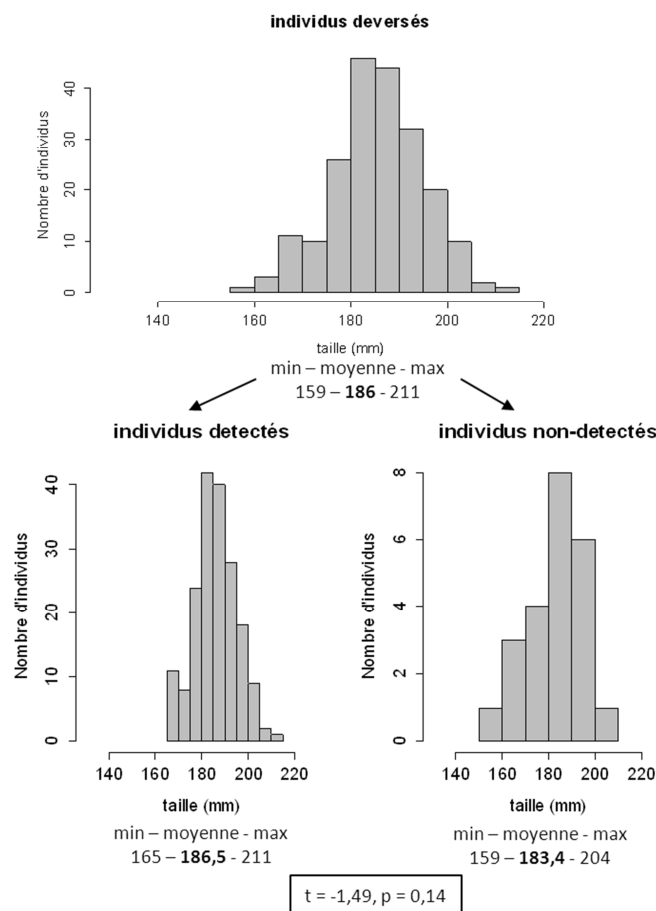 individus deversés
Nombre d'individus
0
10
20
30
40
140
160
180
200
220
taille (mm)
min – moyenne - max
159 – 186 - 211
individus detectés
individus non-detectés
Nombre d'individus
0
10
20
30
40
140
160
180
200
220
taille (mm)
min – moyenne - max
165 – 186,5 - 211
Nombre d'individus
0
2
4
6
8
140
160
180
200
220
taille (mm)
min – moyenne - max
159 – 183,4 - 204
t = -1,49, p = 0,14